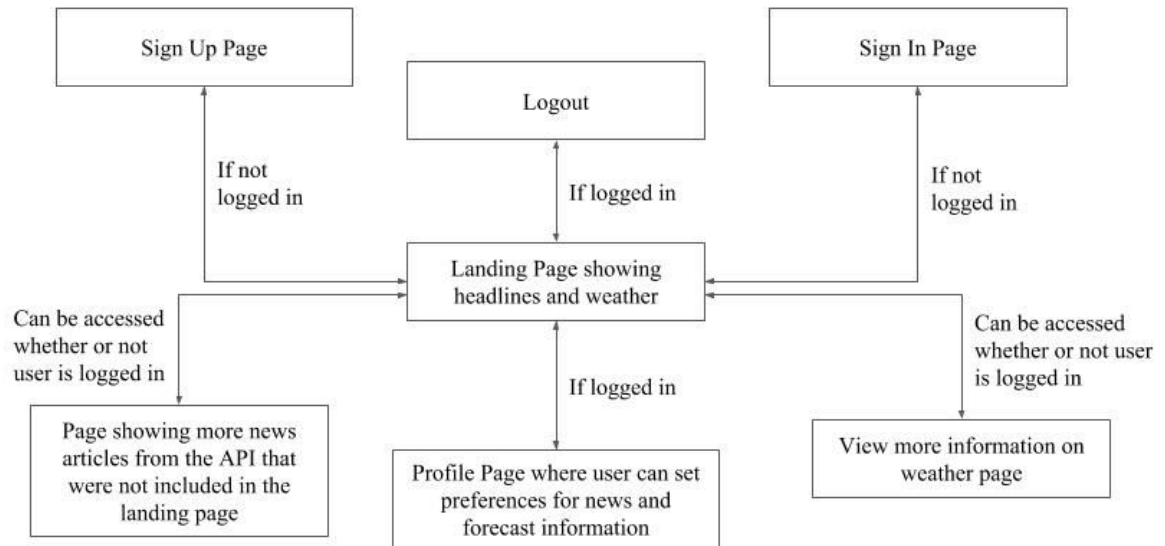 Sign Up Page
Sign In Page
Logout
If not
logged in
If logged in
If not
logged in
Landing Page showing
headlines and weather
Can be accessed
whether or not
user is logged in
If logged in
Can be accessed
whether or not user
is logged in
Page showing more news
articles from the API that
were not included in the
landing page
Profile Page where user can set
preferences for news and
forecast information
View more information on
weather page